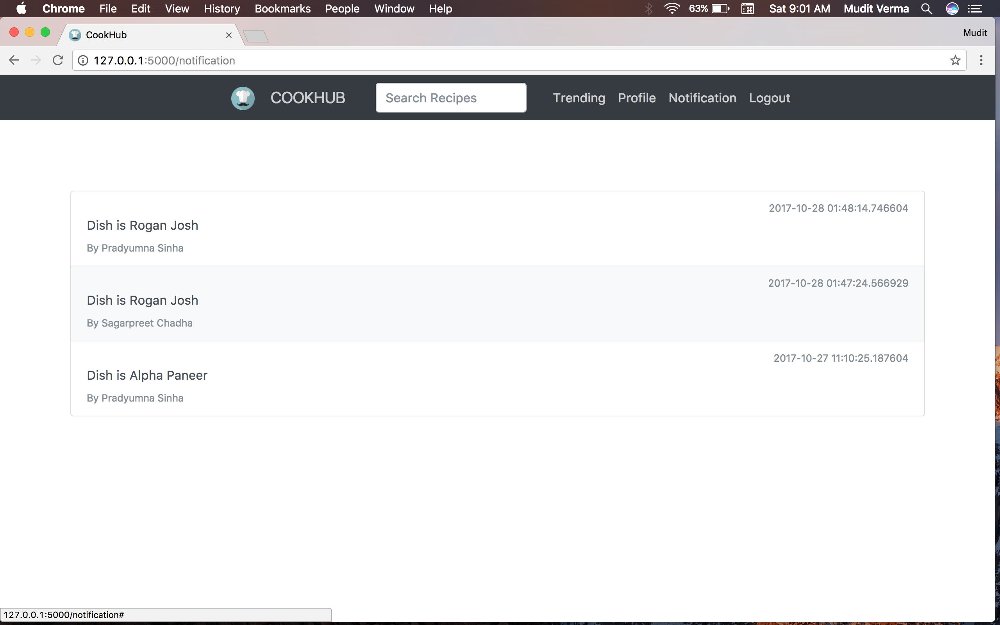 Chrome File Edit View History Bookmarks People Window Help 63% Sat 9:01 AM Mudit Verma
CookHub Mudit
127.0.0.1:5000/notification
COOKHUB Search Recipes Trending Profile Notification Logout
2017-10-28 01:48:14.746604
Dish is Rogan Josh
By Pradyumna Sinha
2017-10-28 01:47:24.566929
Dish is Rogan Josh
By Sagarpreet Chadha
2017-10-27 11:10:25.187604
Dish is Alpha Paneer
By Pradyumna Sinha
127.0.0.1:5000/notification#